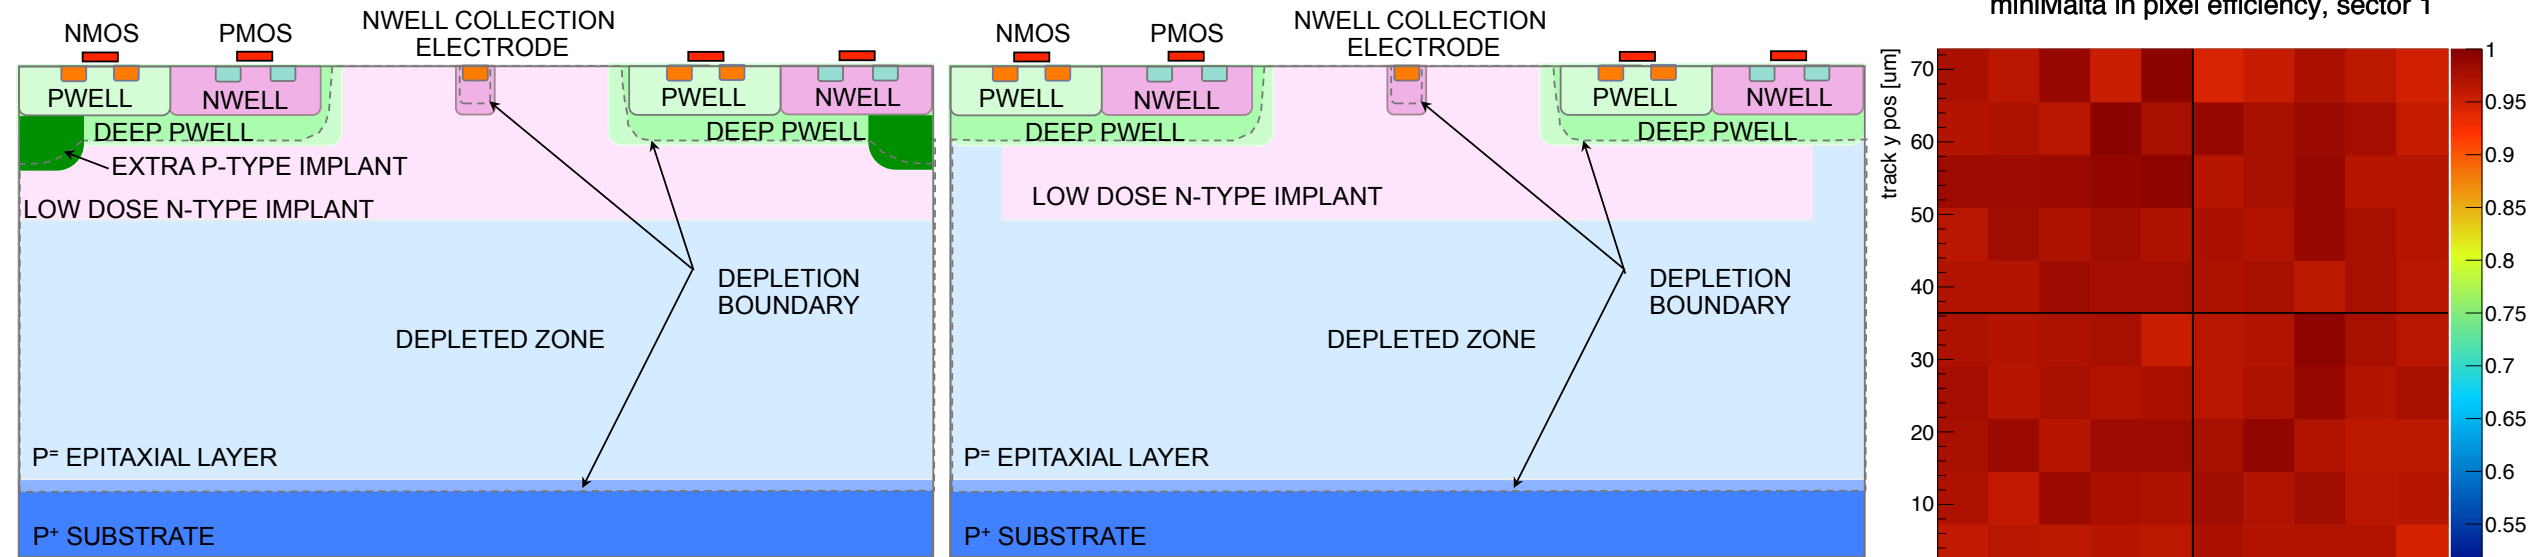 NMOS
PMOS
NWELL COLLECTION
ELECTRODE
PWELL
NWELL
PWELL
NWELL
DEEP PWELL
DEEP PWELL
EXTRA P-TYPE IMPLANT
LOW DOSE N-TYPE IMPLANT
DEPLETION
BOUNDARY
DEPLETED ZONE
P= EPITAXIAL LAYER
P+ SUBSTRATE
NMOS
PMOS
NWELL COLLECTION
ELECTRODE
PWELL
NWELL
PWELL
NWELL
DEEP PWELL
DEEP PWELL
LOW DOSE N-TYPE IMPLANT
DEPLETION
BOUNDARY
DEPLETED ZONE
P= EPITAXIAL LAYER
P+ SUBSTRATE
miniMalta in pixel efficiency, sector 1
track y pos [um]
70
60
50
40
30
20
10
1
0.95
0.9
0.85
0.8
0.75
0.7
0.65
0.6
0.55